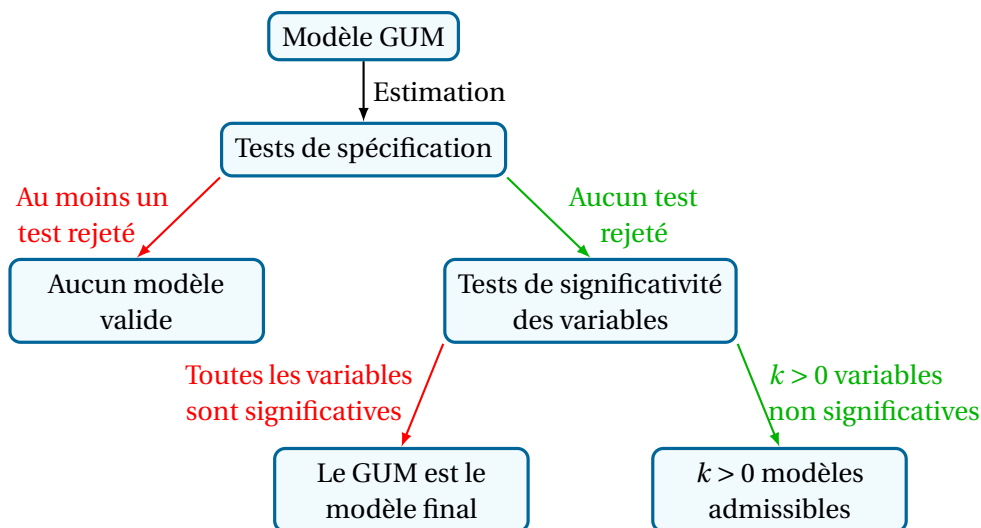 Modèle GUM
Estimation
Tests de spécification
Au moins un
test rejeté
Aucun test
rejeté
Aucun modèle
valide
Tests de significativité
des variables
Toutes les variables
sont significatives
k > 0 variables
non significatives
Le GUM est le
modèle final
k > 0 modèles
admissibles